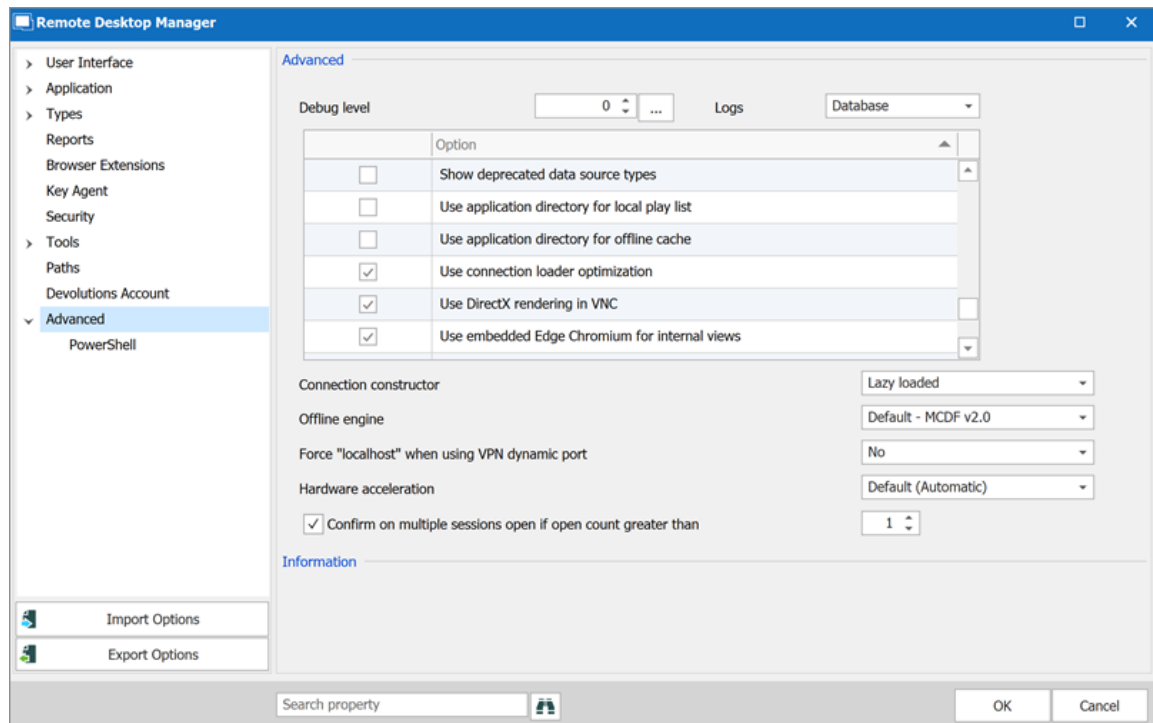 Remote Desktop Manager
User Interface
Application
Types
Reports
Browser Extensions
Key Agent
Security
Tools
Paths
Devolutions Account
Advanced
PowerShell
Import Options
Export Options
Advanced
Debug level 0 ... Logs Database
Option
Show deprecated data source types
Use application directory for local play list
Use application directory for offline cache
Use connection loader optimization
Use DirectX rendering in VNC
Use embedded Edge Chromium for internal views
Connection constructor Lazy loaded
Offline engine Default - MCDF v2.0
Force "localhost" when using VPN dynamic port No
Hardware acceleration Default (Automatic)
Confirm on multiple sessions open if open count greater than 1
Information
Search property
OK Cancel